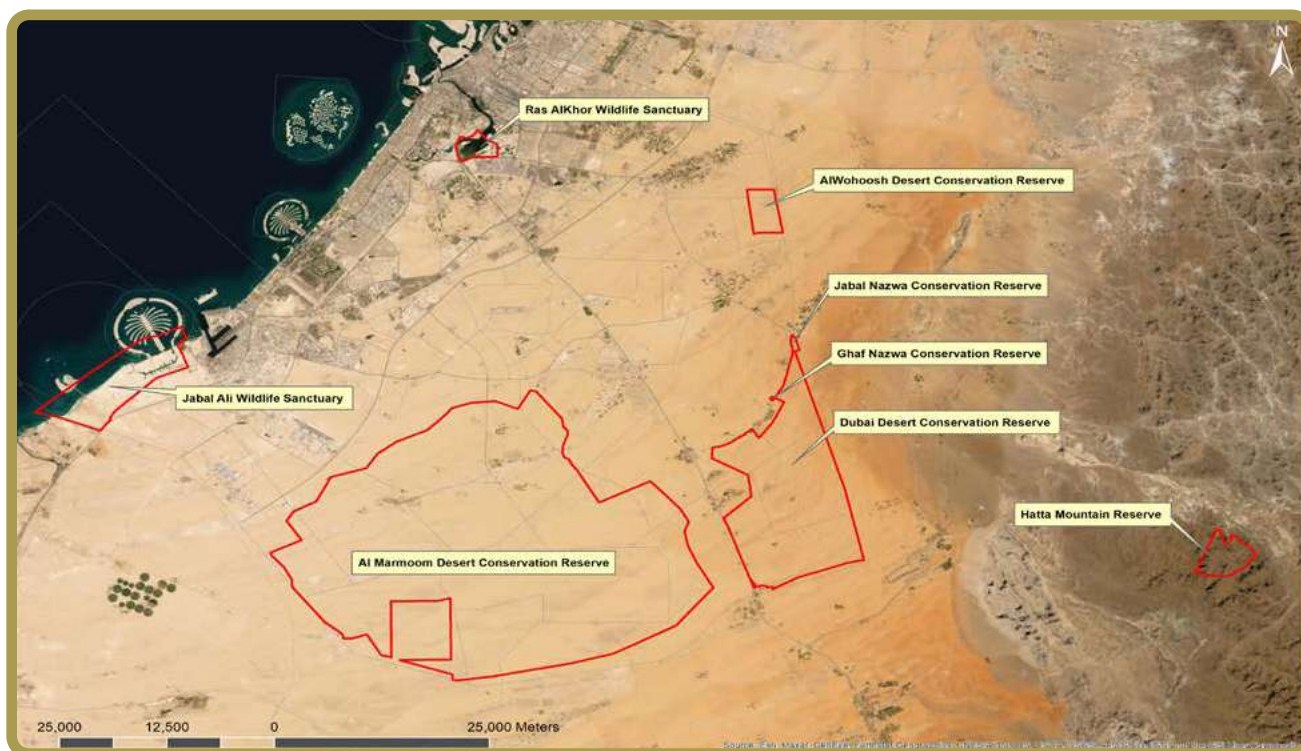 N
Ras AlKhor Wildlife Sanctuary
AlWohoosh Desert Conservation Reserve
Jabal Nazwa Conservation Reserve
Ghaf Nazwa Conservation Reserve
Jabal Ali Wildlife Sanctuary
Dubai Desert Conservation Reserve
Hatta Mountain Reserve
Al Marmoom Desert Conservation Reserve
25,000 12,500 0 25,000 Meters